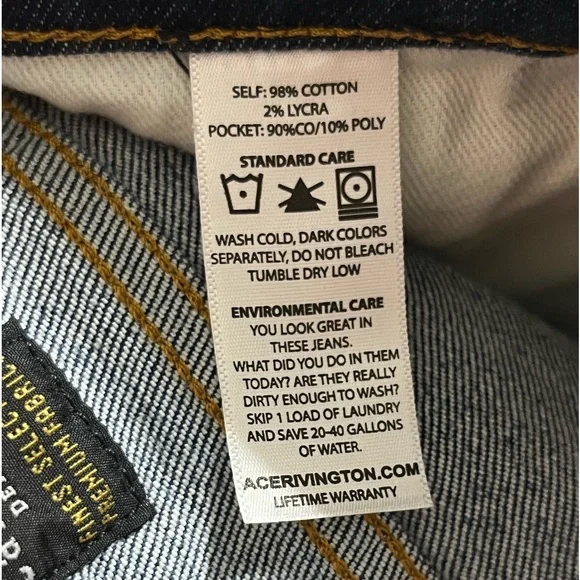 SELF: 98% COTTON
2% LYCRA
POCKET: 90%CO/10% POLY
STANDARD CARE
WASH COLD, DARK COLORS
SEPARATELY, DO NOT BLEACH
TUMBLE DRY LOW
ENVIRONMENTAL CARE
YOU LOOK GREAT IN
THESE JEANS.
WHAT DID YOU DO IN THEM
TODAY? ARE THEY REALLY
DIRTY ENOUGH TO WASH?
SKIP 1 LOAD OF LAUNDRY
AND SAVE 20-40 GALLONS
OF WATER.
ACERIVINGTON.COM
LIFETIME WARRANTY
FINEST SELEC
PREMIUM FABRIC